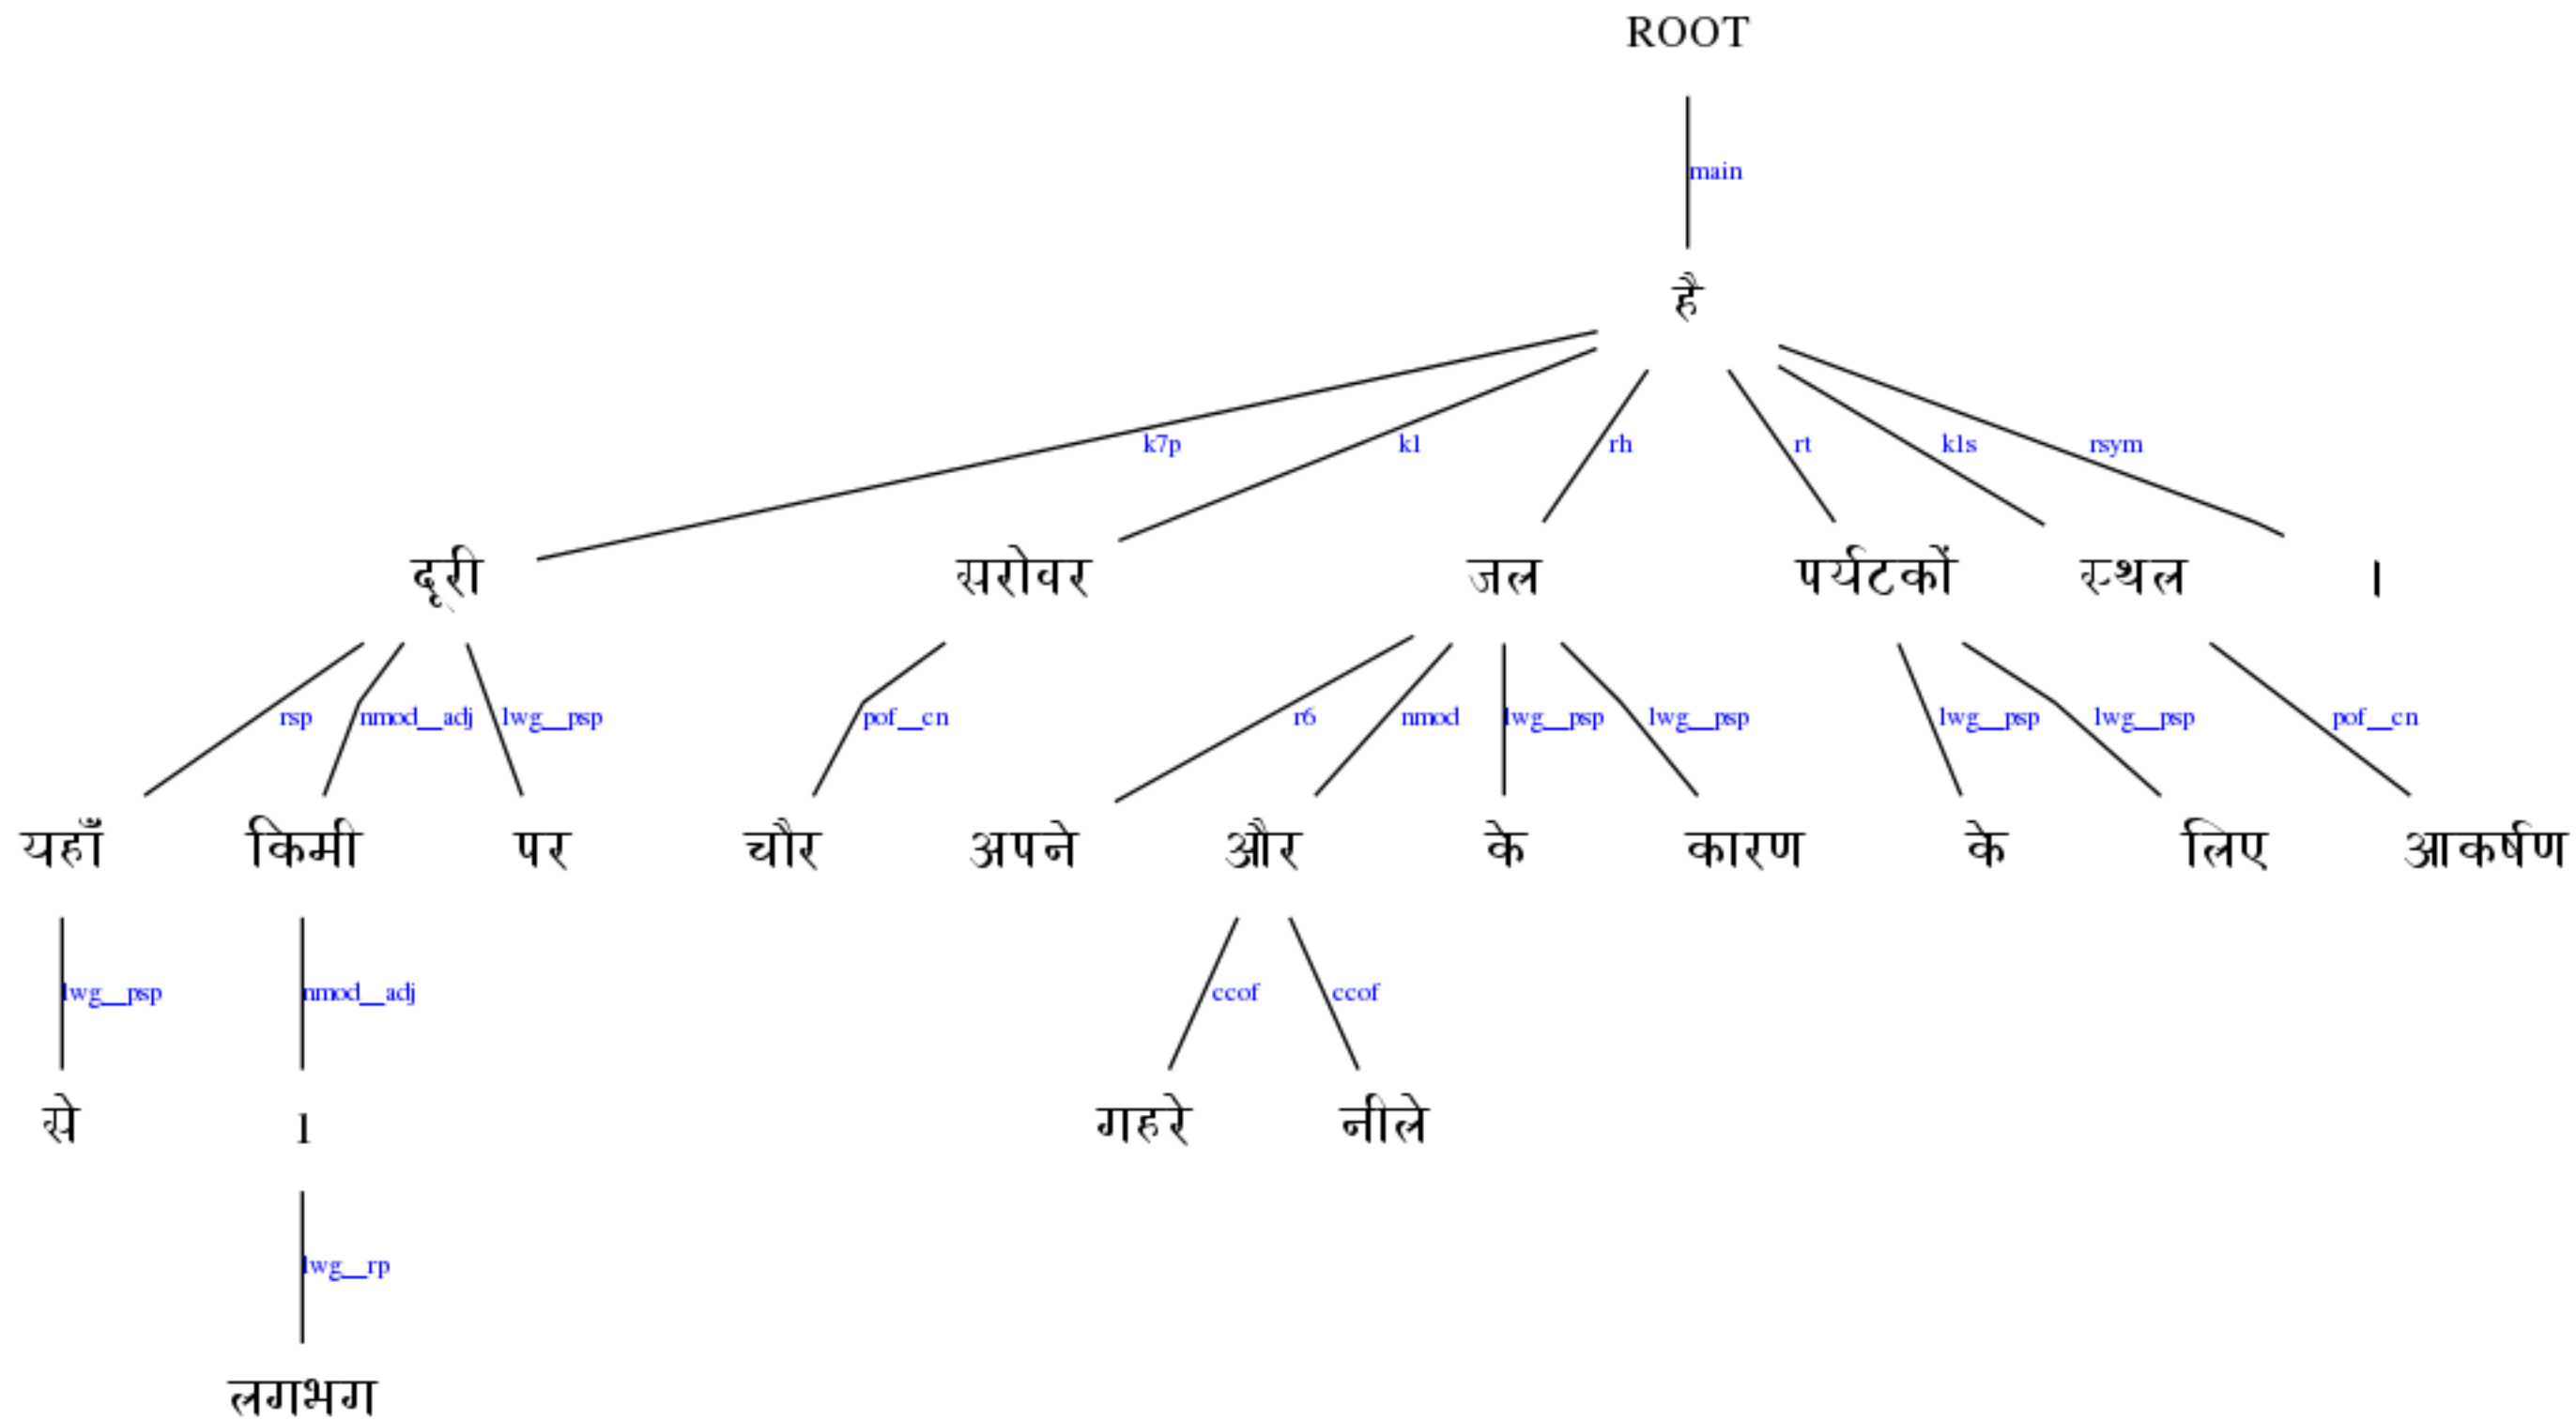 ROOT
main
है
k7p k1 rh rt k1s rsym
दूरी सरोवर जल पर्यटकों स्थल ।
rsp nmod__adj lwg__psp pof__cn r6 nmod lwg__psp lwg__psp lwg__psp lwg__psp pof__cn
यहाँ किमी पर चौर अपने और के कारण के लिए आकर्षण
lwg__psp nmod__adj ccof ccof
से 1 गहरे नीले
lwg__rp
लगभग